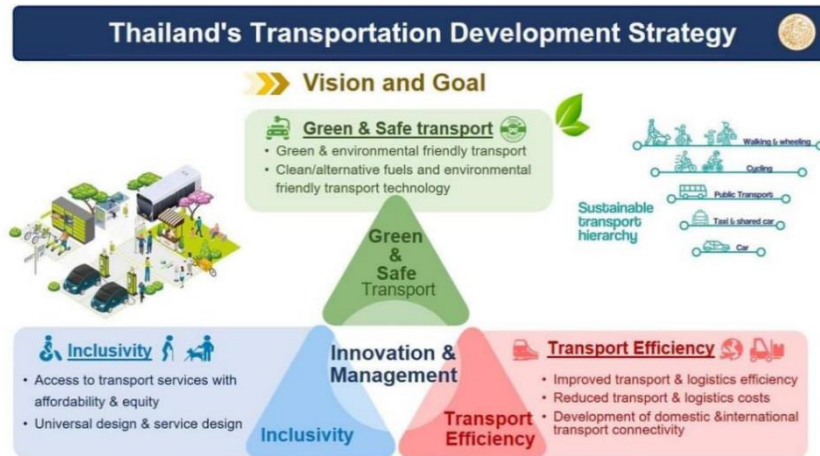 Thailand's Transportation Development Strategy
Vision and Goal
Green & Safe transport
• Green & environmental friendly transport
• Clean/alternative fuels and environmental
friendly transport technology
Walking & wheeling
Cycling
Public Transport
Taxi & shared car
Car
Sustainable
transport
hierarchy
Green
&
Safe
Transport
Inclusivity
• Access to transport services with
affordability & equity
• Universal design & service design
Innovation &
Management
Inclusivity
Transport
Efficiency
Transport Efficiency
• Improved transport & logistics efficiency
• Reduced transport & logistics costs
• Development of domestic &international
transport connectivity